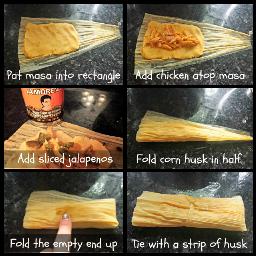 Pat masa into rectangle
Add chicken atop masa
JUANITA'S
Add sliced jalapenos
Fold corn husk in half
Fold the empty end up
Tie with a strip of husk